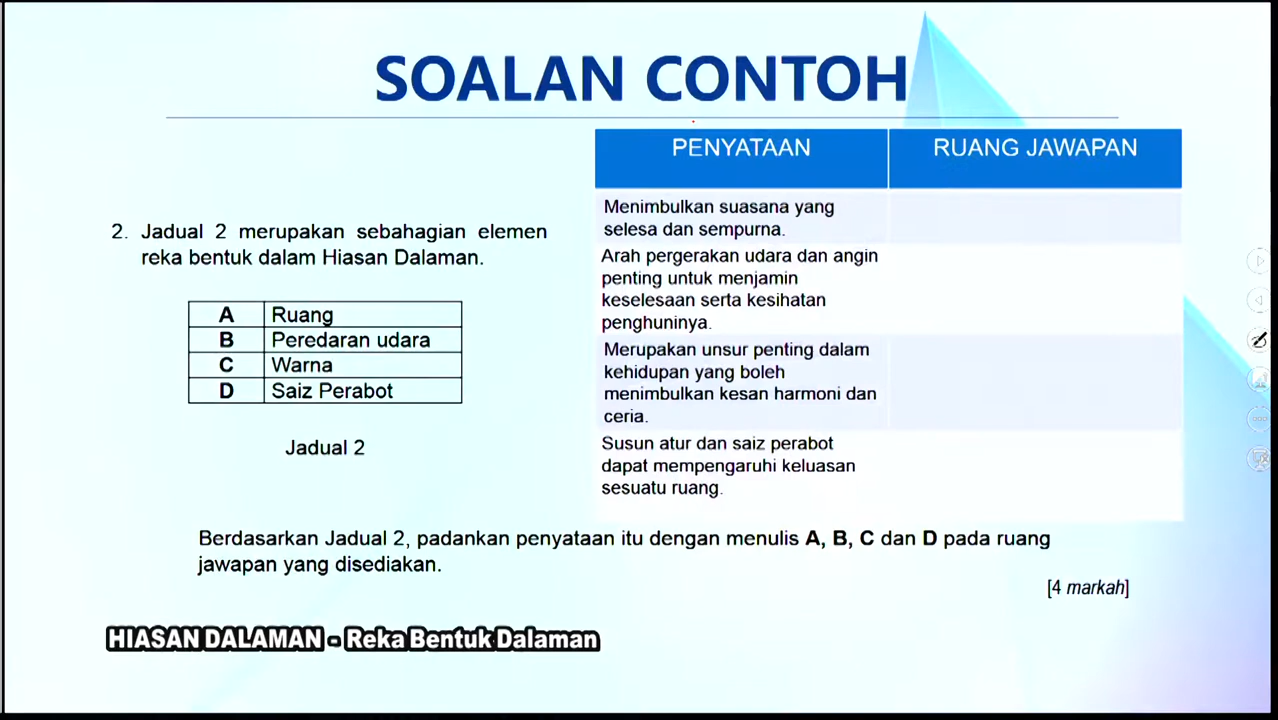 SOALAN CONTOH
2. Jadual 2 merupakan sebahagian elemen
reka bentuk dalam Hiasan Dalaman.
A Ruang
B Peredaran udara
C Warna
D Saiz Perabot
Jadual 2
PENYATAAN RUANG JAWAPAN
Menimbulkan suasana yang
selesa dan sempurna.
Arah pergerakan udara dan angin
penting untuk menjamin
keselesaan serta kesihatan
penghuninya.
Merupakan unsur penting dalam
kehidupan yang boleh
menimbulkan kesan harmoni dan
ceria.
Susun atur dan saiz perabot
dapat mempengaruhi keluasan
sesuatu ruang.
Berdasarkan Jadual 2, padankan penyataan itu dengan menulis A, B, C dan D pada ruang
jawapan yang disediakan.
[4 markah]
HIASAN DALAMAN - Reka Bentuk Dalaman